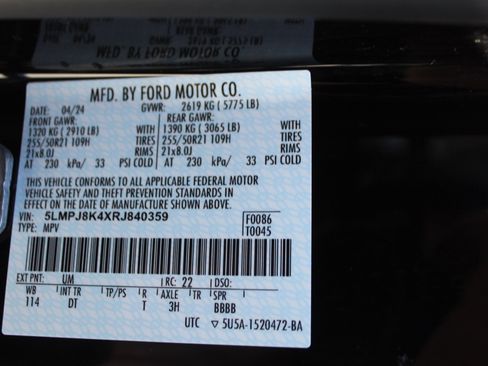 MFD. BY FORD MOTOR CO.
DATE: 04/24 GVWR: 2619 KG ( 5775 LB)
FRONT GAWR: REAR GAWR:
1320 KG ( 2910 LB) 1390 KG ( 3065 LB)
255/50R21 109H TIRES 255/50R21 109H TIRES
21x8.0J RIMS 21x8.0J RIMS
AT 230 kPa/ 33 PSI COLD AT 230 kPa/ 33 PSI COLD
THIS VEHICLE CONFORMS TO ALL APPLICABLE FEDERAL MOTOR
VEHICLE SAFETY AND THEFT PREVENTION STANDARDS IN
EFFECT ON THE DATE OF MANUFACTURE SHOWN ABOVE.
VIN: 5LMPJ8K4XRJ840359 F0086
TYPE: MPV T0045
EXT PNT: UM RC: 22 DSO:
WB INT TR TP/PS R AXLE TR SPR
114 DT T 3H BBBB
UTC 5U5A-1520472-BA